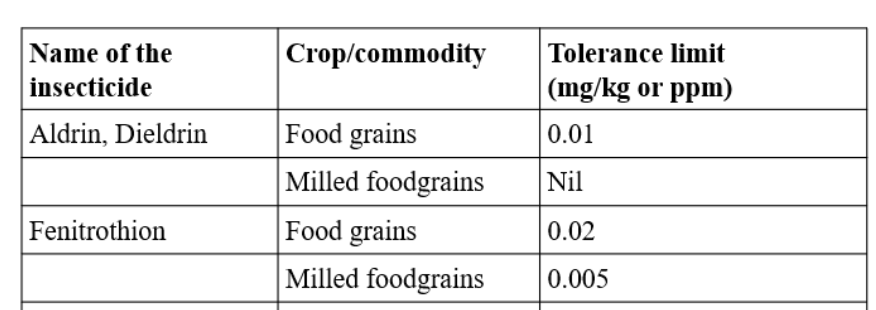 Name of the insecticide | Crop/commodity | Tolerance limit (mg/kg or ppm)
Aldrin, Dieldrin | Food grains | 0.01
Milled foodgrains | Nil
Fenitrothion | Food grains | 0.02
Milled foodgrains | 0.005